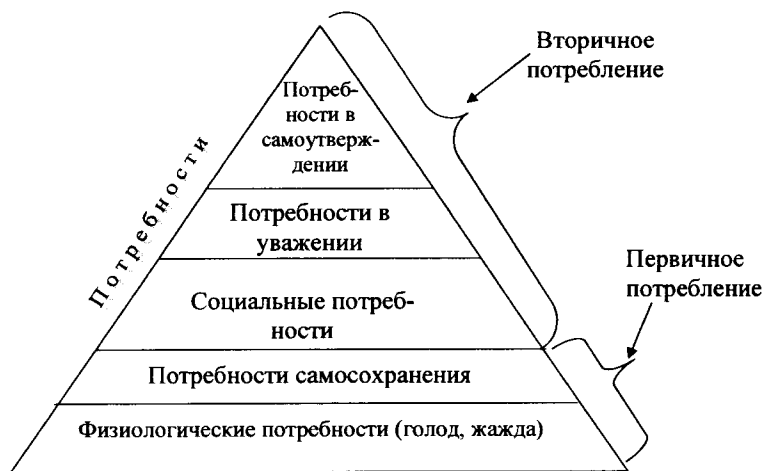 Вторичное
потребление
Потреб-
ности в
самоутверж-
дении
Потребности
Потребности в
уважении
Социальные потреб-
ности
Первичное
потребление
Потребности самосохранения
Физиологические потребности (голод, жажда)